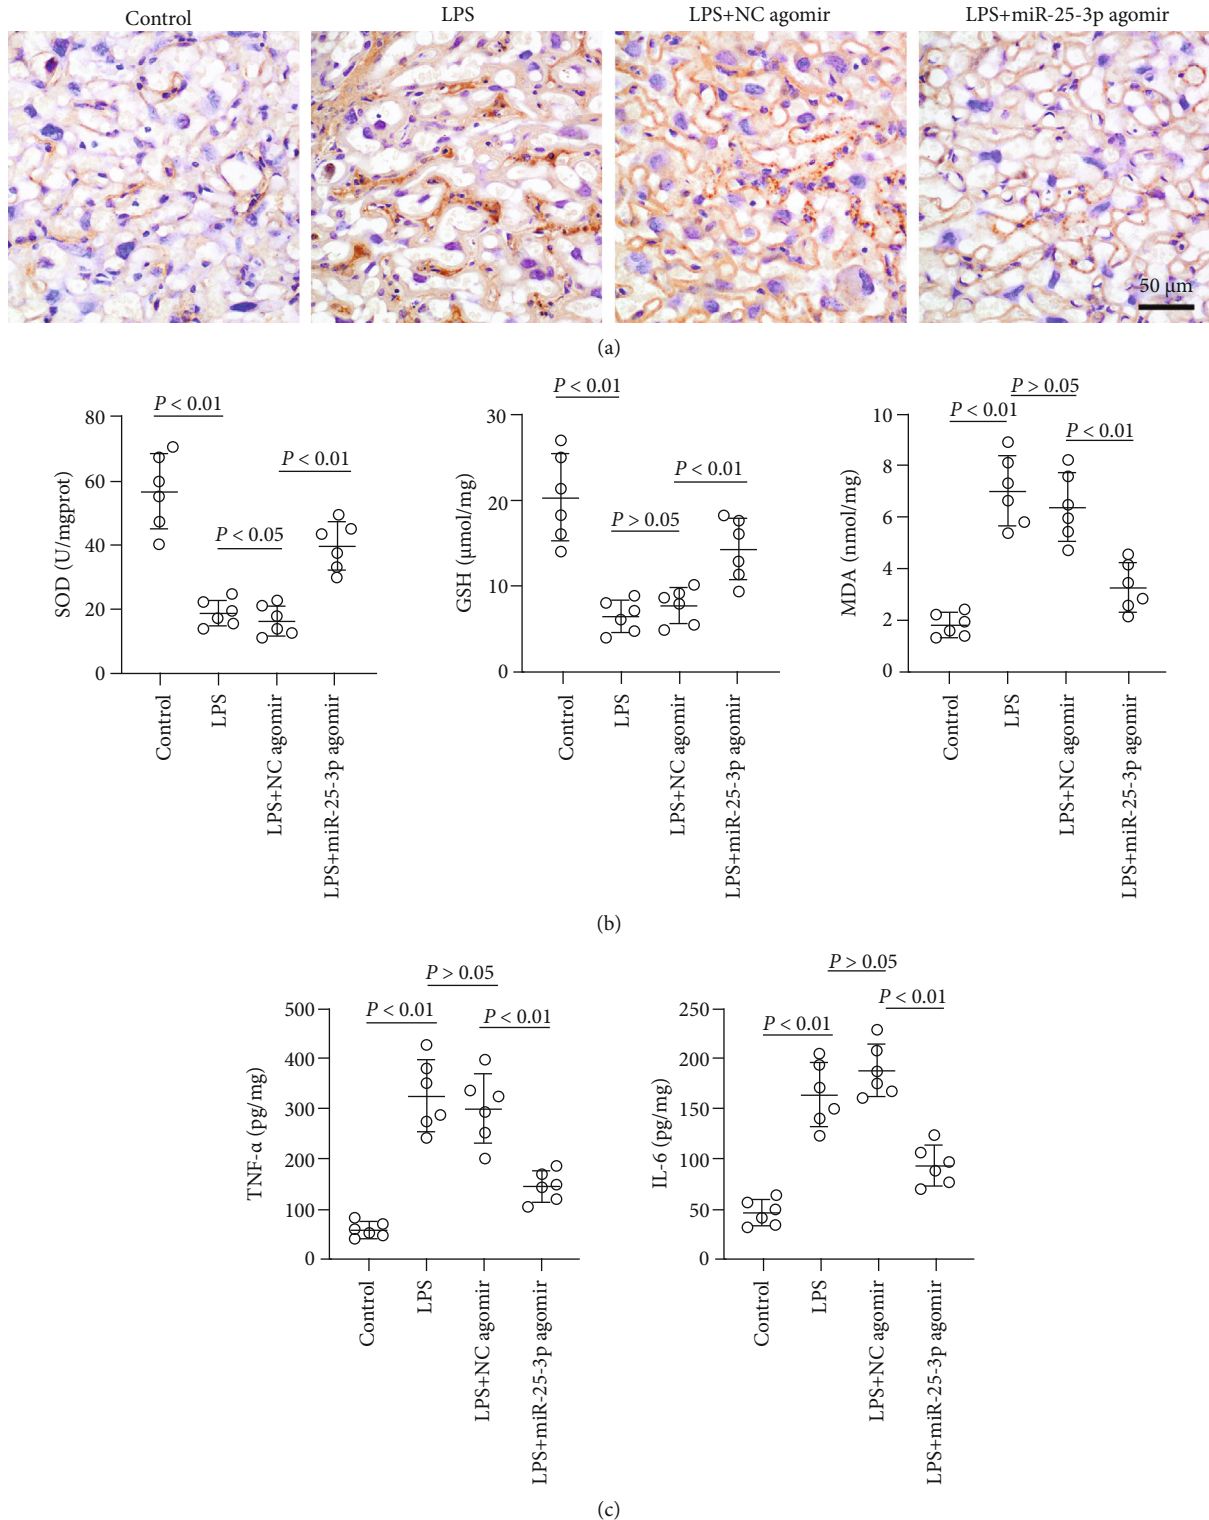 Control
LPS
LPS+NC agomir
LPS+miR-25-3p agomir
50 μm
(a)
P < 0.01
P < 0.05
P < 0.01
SOD (U/mgprot)
80
60
40
20
0
Control
LPS
LPS+NC agomir
LPS+miR-25-3p agomir
P < 0.01
P > 0.05
P < 0.01
GSH (μmol/mg)
30
20
10
0
Control
LPS
LPS+NC agomir
LPS+miR-25-3p agomir
P > 0.05
P < 0.01
P < 0.01
MDA (nmol/mg)
10
8
6
4
2
0
Control
LPS
LPS+NC agomir
LPS+miR-25-3p agomir
(b)
P > 0.05
P < 0.01
P < 0.01
TNF-α (pg/mg)
500
400
300
200
100
0
Control
LPS
LPS+NC agomir
LPS+miR-25-3p agomir
P > 0.05
P < 0.01
P < 0.01
IL-6 (pg/mg)
250
200
150
100
50
0
Control
LPS
LPS+NC agomir
LPS+miR-25-3p agomir
(c)